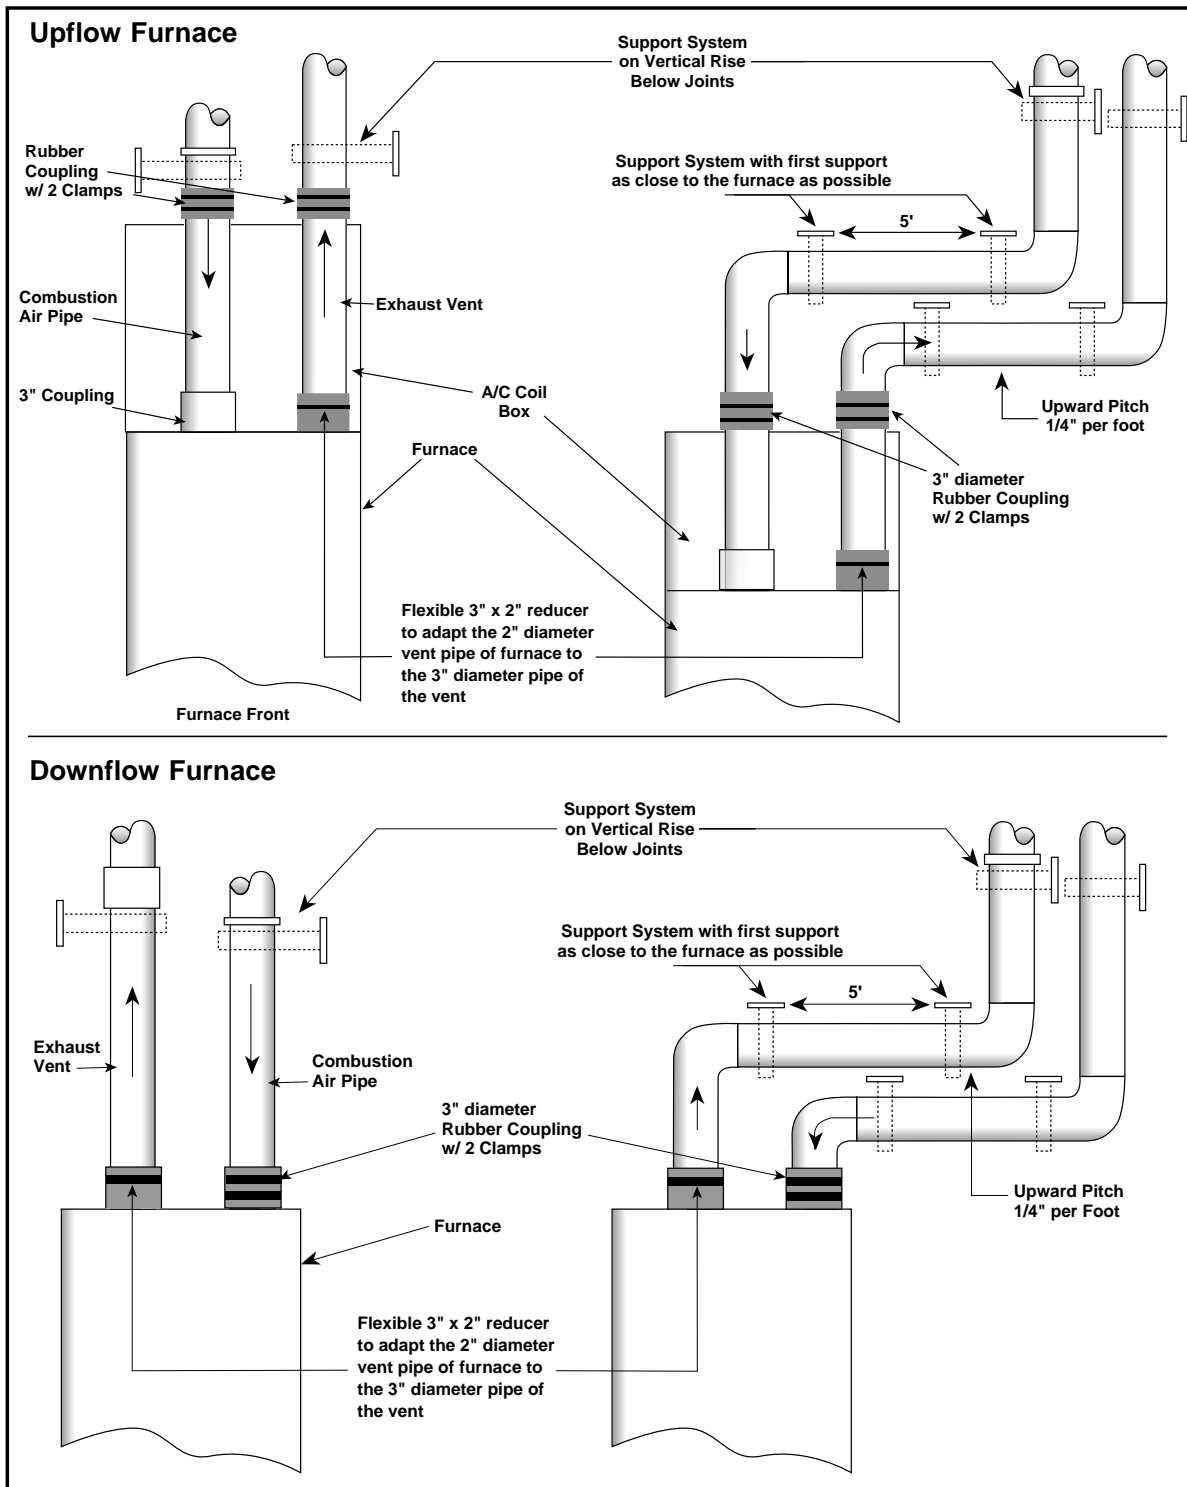 Upflow Furnace
Support System
on Vertical Rise
Below Joints
Rubber
Coupling
w/ 2 Clamps
Support System with first support
as close to the furnace as possible
5'
Combustion
Air Pipe
Exhaust Vent
3" Coupling
A/C Coil
Box
Upward Pitch
1/4" per foot
Furnace
3" diameter
Rubber Coupling
w/ 2 Clamps
Flexible 3" x 2" reducer
to adapt the 2" diameter
vent pipe of furnace to
the 3" diameter pipe of
the vent
Furnace Front
Downflow Furnace
Support System
on Vertical Rise
Below Joints
Support System with first support
as close to the furnace as possible
5'
Exhaust
Vent
Combustion
Air Pipe
3" diameter
Rubber Coupling
w/ 2 Clamps
Upward Pitch
1/4" per Foot
Furnace
Flexible 3" x 2" reducer
to adapt the 2" diameter
vent pipe of furnace to
the 3" diameter pipe of
the vent